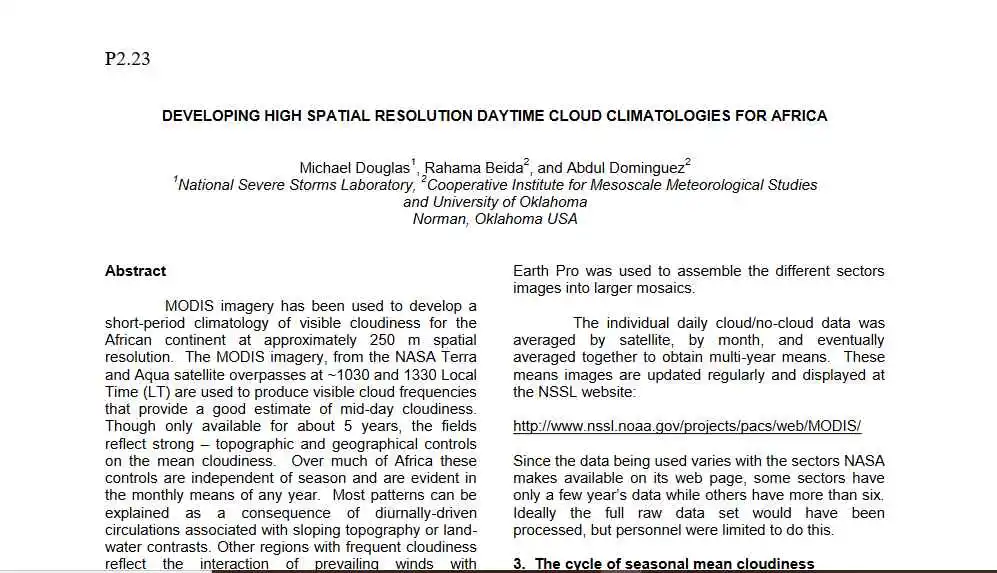 P2.23
DEVELOPING HIGH SPATIAL RESOLUTION DAYTIME CLOUD CLIMATOLOGIES FOR AFRICA
Michael Douglas1, Rahama Beida2, and Abdul Dominguez2
1National Severe Storms Laboratory, 2Cooperative Institute for Mesoscale Meteorological Studies
and University of Oklahoma
Norman, Oklahoma USA
Abstract
MODIS imagery has been used to develop a
short-period climatology of visible cloudiness for the
African continent at approximately 250 m spatial
resolution. The MODIS imagery, from the NASA Terra
and Aqua satellite overpasses at ~1030 and 1330 Local
Time (LT) are used to produce visible cloud frequencies
that provide a good estimate of mid-day cloudiness.
Though only available for about 5 years, the fields
reflect strong – topographic and geographical controls
on the mean cloudiness. Over much of Africa these
controls are independent of season and are evident in
the monthly means of any year. Most patterns can be
explained as a consequence of diurnally-driven
circulations associated with sloping topography or land-
water contrasts. Other regions with frequent cloudiness
reflect the interaction of prevailing winds with
Earth Pro was used to assemble the different sectors
images into larger mosaics.
The individual daily cloud/no-cloud data was
averaged by satellite, by month, and eventually
averaged together to obtain multi-year means. These
means images are updated regularly and displayed at
the NSSL website:
http://www.nssl.noaa.gov/projects/pacs/web/MODIS/
Since the data being used varies with the sectors NASA
makes available on its web page, some sectors have
only a few year's data while others have more than six.
Ideally the full raw data set would have been
processed, but personnel were limited to do this.
3. The cycle of seasonal mean cloudiness